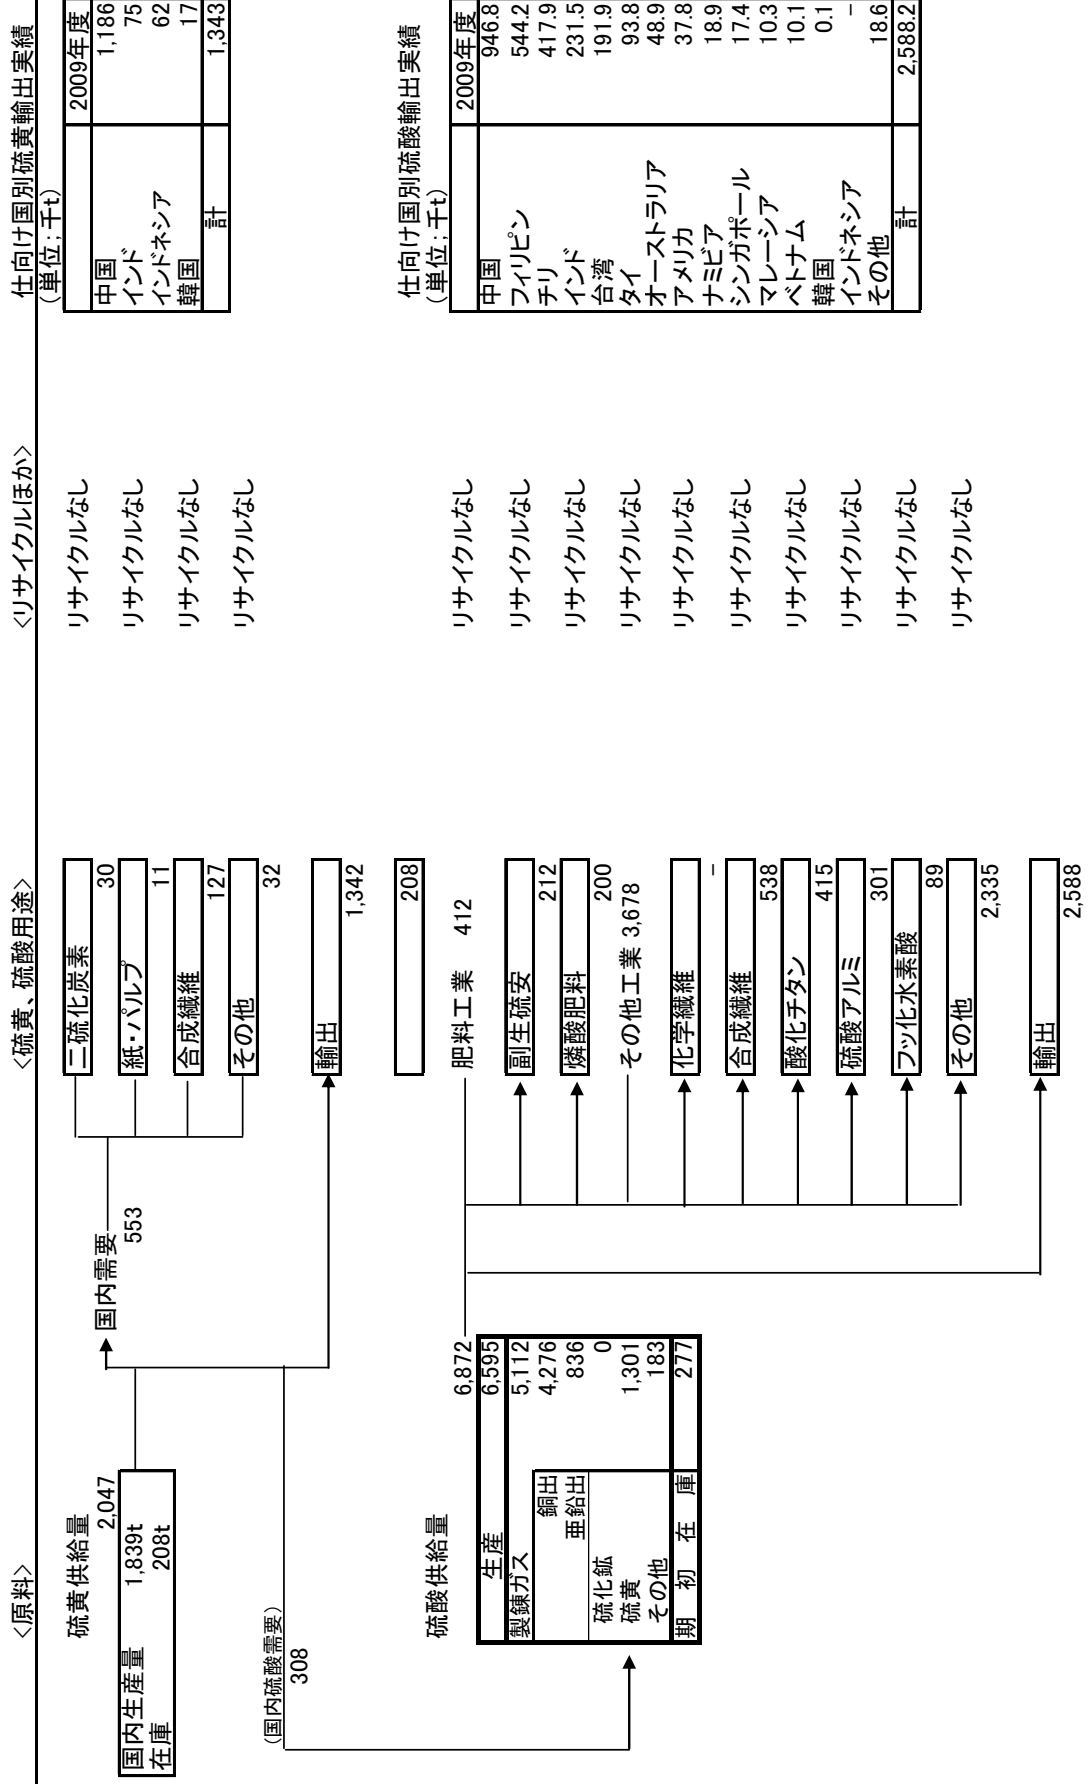 <原料>
<硫黄、硫酸用途>
<リサイクルほか>
硫黄供給量
2,047
国内生産量 1,839t
在庫 208t
国内需要
553
二硫化炭素
30
紙・パルプ
11
合成繊維
127
その他
32
輸出
1,342
208
リサイクルなし
リサイクルなし
リサイクルなし
リサイクルなし
仕向け国別硫黄輸出実績
(単位;千t)
2009年度
中国 1,186
インド 75
インドネシア 62
韓国 17
計 1,343
(国内硫酸需要)
308
硫酸供給量
6,872
生産 6,595
製錬ガス 5,112
銅出 4,276
亜鉛出 836
硫化鉱 0
硫黄 1,301
その他 183
期初在庫 277
肥料工業 412
副生硫安
212
燐酸肥料
200
その他工業 3,678
化学繊維
-
合成繊維
538
酸化チタン
415
硫酸アルミ
301
フッ化水素酸
89
その他
2,335
輸出
2,588
リサイクルなし
リサイクルなし
リサイクルなし
リサイクルなし
リサイクルなし
リサイクルなし
リサイクルなし
リサイクルなし
リサイクルなし
リサイクルなし
仕向け国別硫酸輸出実績
(単位;千t)
2009年度
中国 946.8
フィリピン 544.2
チリ 417.9
インド 231.5
台湾 191.9
タイ 93.8
オーストラリア 48.9
アメリカ 37.8
ナミビア 18.9
シンガポール 17.4
マレーシア 10.3
ベトナム 10.1
韓国 0.1
インドネシア -
その他 18.6
計 2,588.2